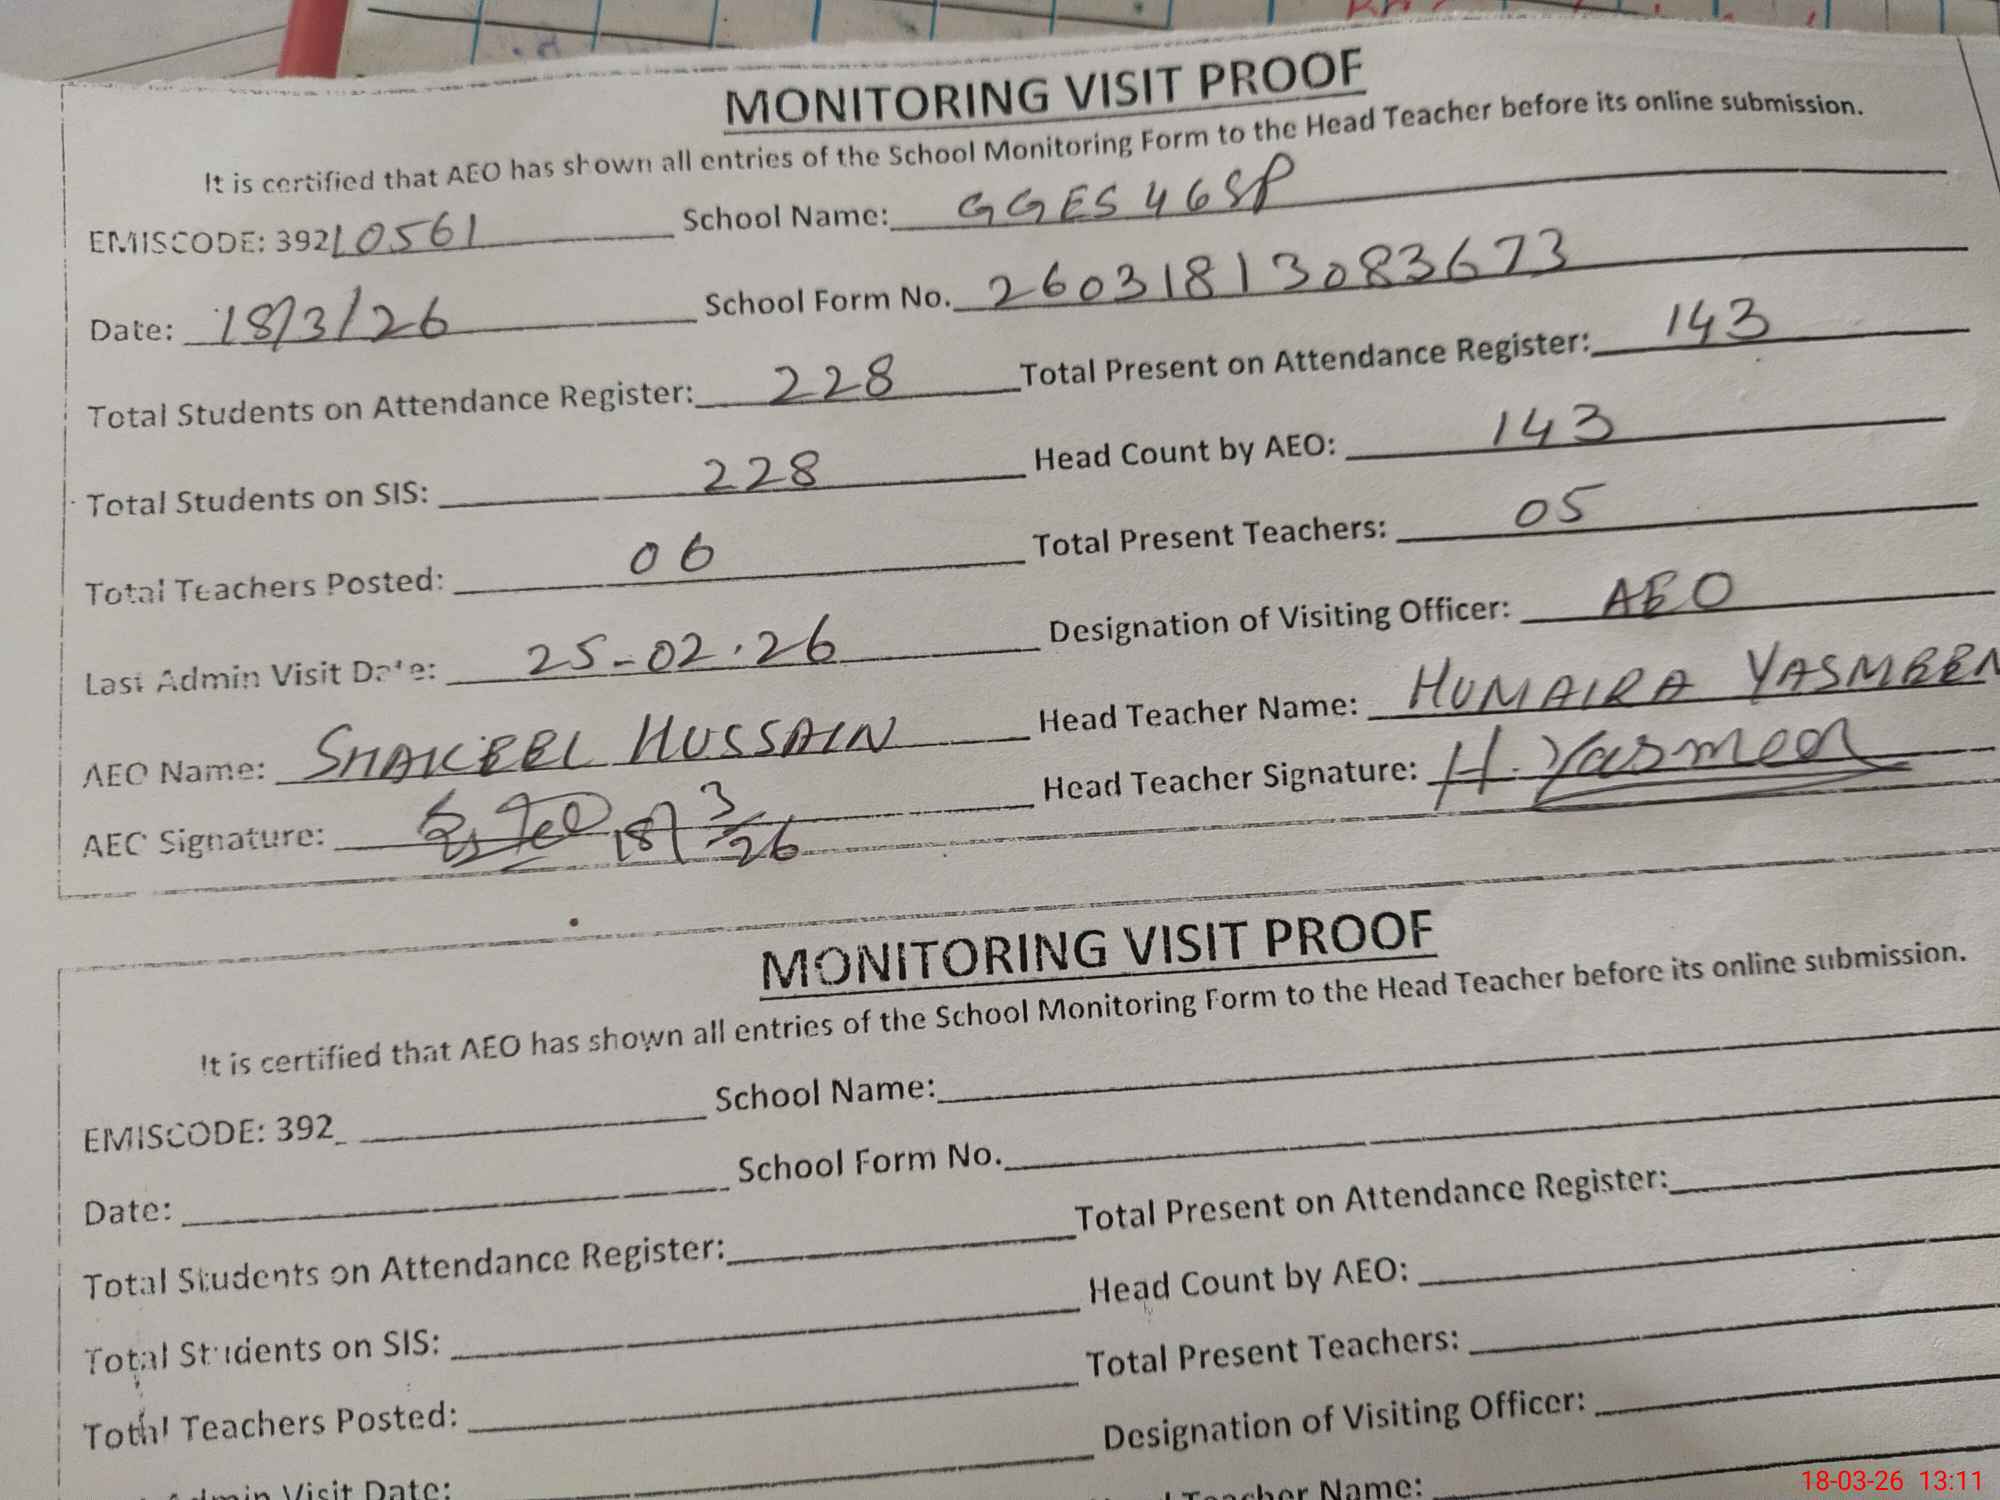 MONITORING VISIT PROOF
It is certified that AEO has shown all entries of the School Monitoring Form to the Head Teacher before its online submission.
EMISCODE: 39210561 School Name: GGES 46SP
Date: 18/3/26 School Form No. 26031813083673
Total Students on Attendance Register: 228 Total Present on Attendance Register: 143
Total Students on SIS: 228 Head Count by AEO: 143
Total Teachers Posted: 06 Total Present Teachers: 05
Last Admin Visit Date: 25-02.26 Designation of Visiting Officer: AEO
AEO Name: SHAKEEL HUSSAIN Head Teacher Name: HUMAIRA YASMEEN
AEO Signature: 18/3/26 Head Teacher Signature: H. Yasmeen
MONITORING VISIT PROOF
It is certified that AEO has shown all entries of the School Monitoring Form to the Head Teacher before its online submission.
EMISCODE: 392 School Name:
Date: School Form No.
Total Students on Attendance Register: Total Present on Attendance Register:
Total Students on SIS: Head Count by AEO:
Total Teachers Posted: Total Present Teachers:
Admin Visit Date: Designation of Visiting Officer:
Teacher Name:
18-03-26 13:11